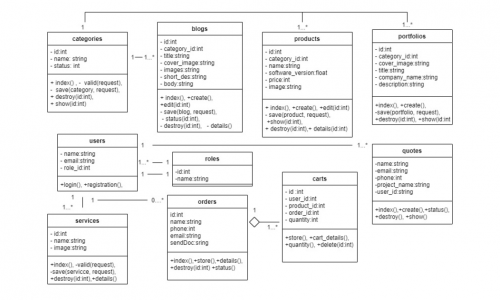 1
1...*
1...*
categories
- id:int
- name:string
- status: int
+ index() , - valid(request),
- save(category, request)
+ destroy(id:int),
+ show(id:int)
1
1...*
blogs
- id:int
- category_id:int
- title:string
- cover_image:string
- images:string
- short_des:string
- body:string
+ index(), +create(),
+edit(id:int)
- save(blog, request)
- status(id:int),
- destroy(id:int), - details()
products
- id:int
- category_id:int
- name:string
- software_version:float
- price:int
- image:string
+ index(), +create(), +edit(id:int)
- save(product, request)
+show(id:int),
+ destroy(id:int), + details(id:int)
portfolios
- id:int
- category_id:int
- cover_image:string
- title:string
- company_name:string
- description:string
+index(), +create(),
-save(portfolio, request)
+destroy(id:int), +show(id:int)
users
- name:string
- email:string
- role_id:int
+login(), +registration(),
1
1...*
1...*
1
1
1
roles
-id:int
-name:string
quotes
-name:string
-email:string
-phone:int
-project_name:string
-user_id:string
+index(),+create(),+status(),
+destroy(), +show()
carts
- id :int
- user_id:int
- product_id:int
- order_id:int
- quantity:int
+store(), +cart_details(),
+quantity(), +delete(id:int)
1
1...*
1
0...*
services
-id:int
- name:string
- image:string
+index(), -valid(request),
-save(servicce, request),
+destroy(id:int),+details()
orders
-id:int
name:string
phone:int
email:string
sendDoc:sring
+index(),+store(),+details(),
+destroy(id:int) +status()
1
1...*